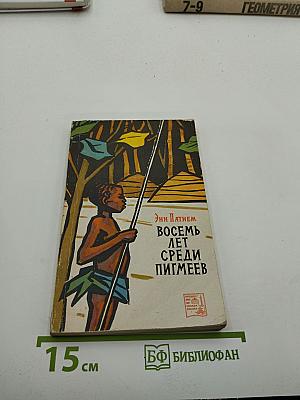 7-9
ГЕОМЕТРИЯ
Энн Патнем
ВОСЕМЬ
ЛЕТ
СРЕДИ
ПИГМЕЕВ
15 см
БФ БИБЛИОФАН